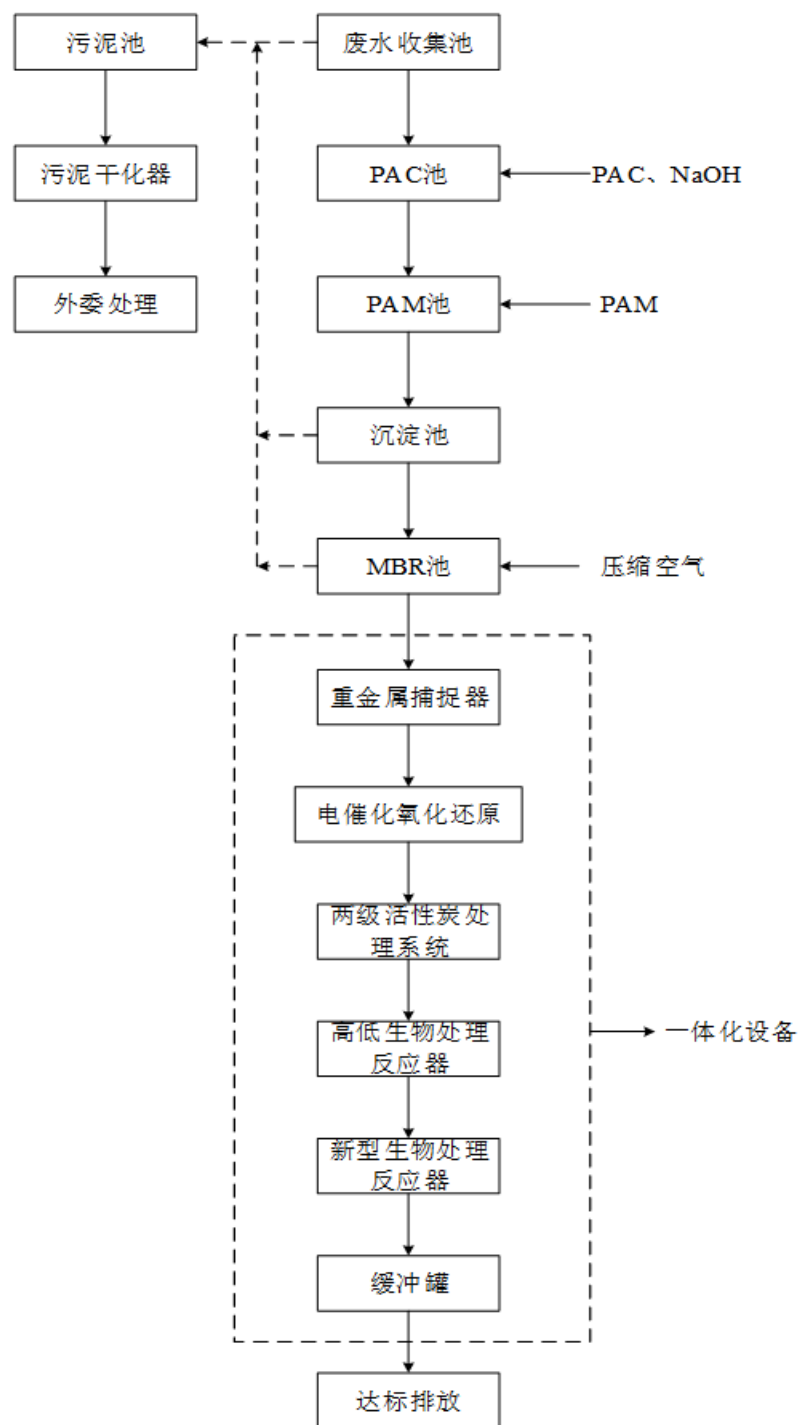 污泥池
废水收集池
污泥干化器
PAC池
PAC、NaOH
外委处理
PAM池
PAM
沉淀池
MBR池
压缩空气
重金属捕捉器
电催化氧化还原
两级活性炭处
理系统
高低生物处理
反应器
一体化设备
新型生物处理
反应器
缓冲罐
达标排放